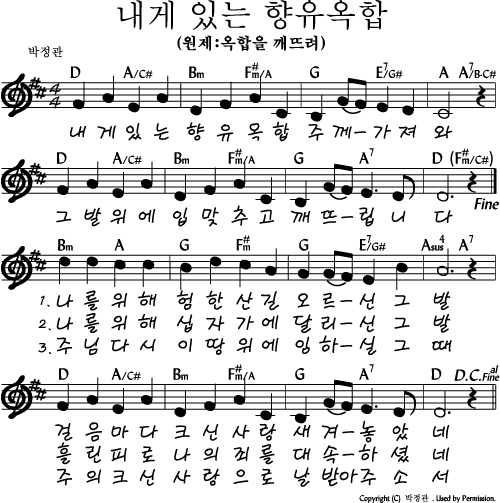 내게 있는 향유옥합
(원제:옥합을 깨뜨려)
박정관
D A/C# Bm F#m/A G E7/G# A A7/B-C#
4/4
내 게 있 는 향 유 옥 합 주 께-가 져 와
D A/C# Bm F#m/A G A7 D (F#m/C#)
Fine
그 발 위 에 입 맞 추 고 깨 뜨-립 니 다
Bm A G F#m G E7/G# Asus4 A7
1. 나 를 위 해 험 한 산 길 오 르-신 그 발
2. 나 를 위 해 십 자 가 에 달 리-신 그 발
3. 주 님 다 시 이 땅 위 에 임 하-실 그 때
D A/C# Bm F#m/A G A7 D D.C. al Fine
걸 음 마 다 크 신 사 랑 새 겨-놓 았 네
흘 린 피 로 나 의 죄 를 대 속-하 셨 네
주 의 크 신 사 랑 으 로 날 받아주 소 서
Copyright (C) 박정관 . Used by Permission.